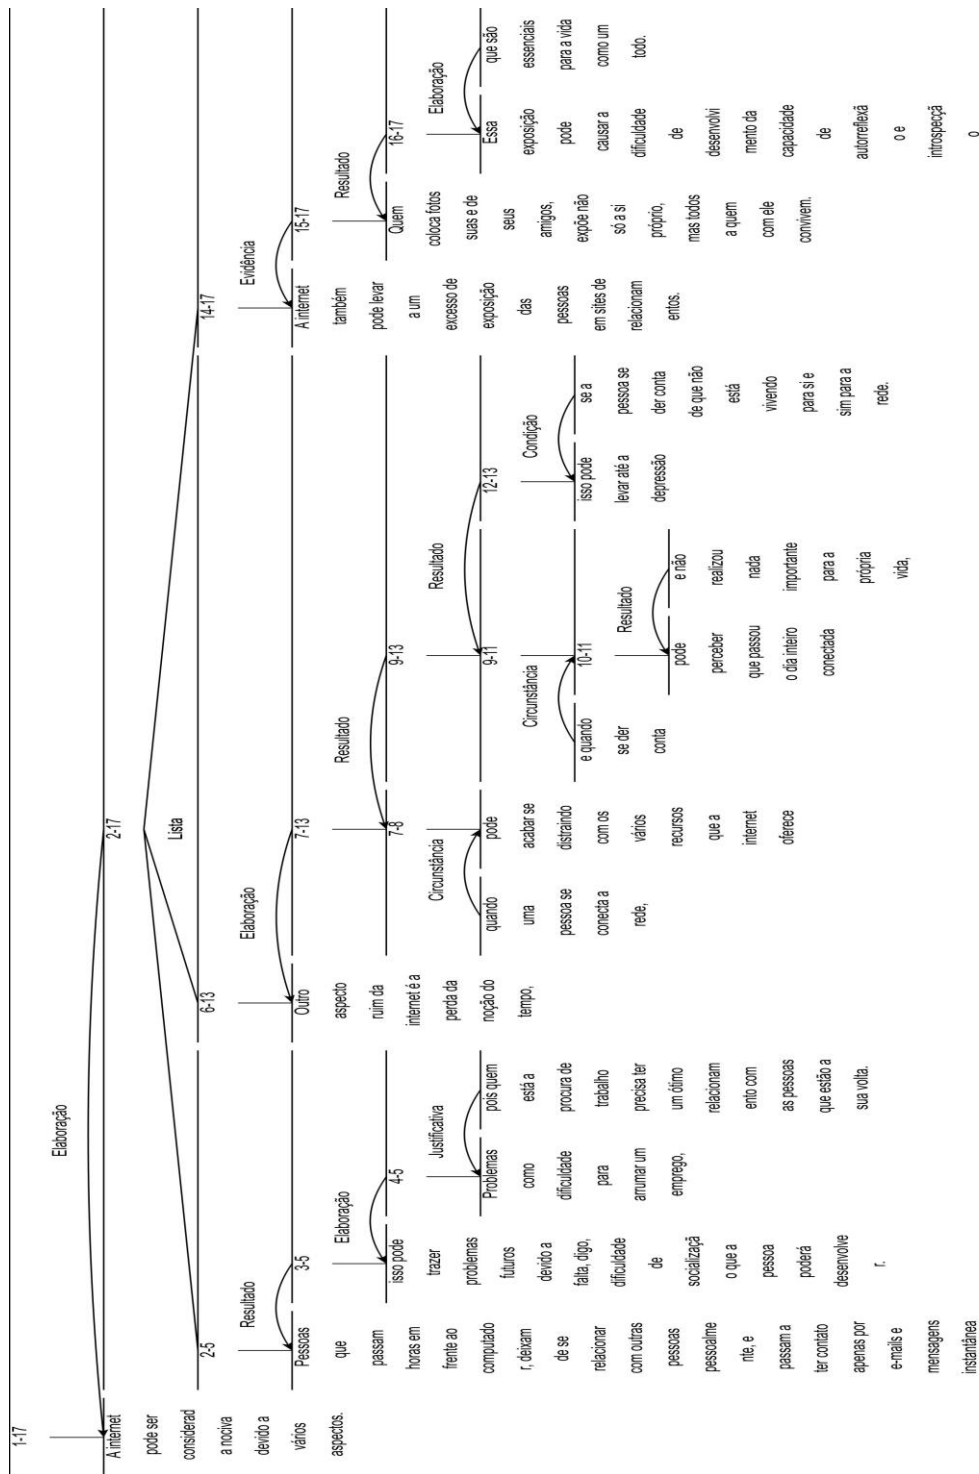 1-17
Elaboração
A internet
pode ser
considerad
a nociva
devido a
vários
aspectos.
2-17
Lista
2-5
Resultado
Pessoas
que
passam
horas em
frente ao
computado
r, deixam
de se
relacionar
com outras
pessoas
pessoalme
nte, e
passam a
ter contato
apenas por
e-mails e
mensagens
instantânea
3-5
Elaboração
isso pode
trazer
problemas
futuros
devido a
falta, digo,
dificuldade
de
socializaçã
o que a
pessoa
poderá
desenvolve
r.
4-5
Justificativa
Problemas
como
dificuldade
para
arrumar um
emprego,
pois quem
está a
procura de
trabalho
precisa ter
um ótimo
relacionam
ento com
as pessoas
que estão a
sua volta.
6-13
Elaboração
Outro
aspecto
ruim da
internet é a
perda da
noção do
tempo,
7-13
Resultado
7-8
Circunstância
quando
uma
pessoa se
conecta a
rede,
pode
acabar se
distraindo
com os
vários
recursos
que a
internet
oferece
9-13
Resultado
9-11
Circunstância
e quando
se der
conta
10-11
Resultado
pode
perceber
que passou
o dia inteiro
conectada
e não
realizou
nada
importante
para a
própria
vida,
12-13
Condição
isso pode
levar até a
depressão
se a
pessoa se
der conta
de que não
está
vivendo
para si e
sim para a
rede.
14-17
Evidência
A internet
também
pode levar
a um
excesso de
exposição
das
pessoas
em sites de
relacionam
entos.
15-17
Resultado
Quem
coloca fotos
suas e de
seus
amigos,
expõe não
só a si
próprio,
mas todos
a quem
com ele
convivem.
16-17
Elaboração
Essa
exposição
pode
causar a
dificuldade
de
desenvolvi
mento da
capacidade
de
autorreflexã
o e
introspecçã
o
que são
essenciais
para a vida
como um
todo.